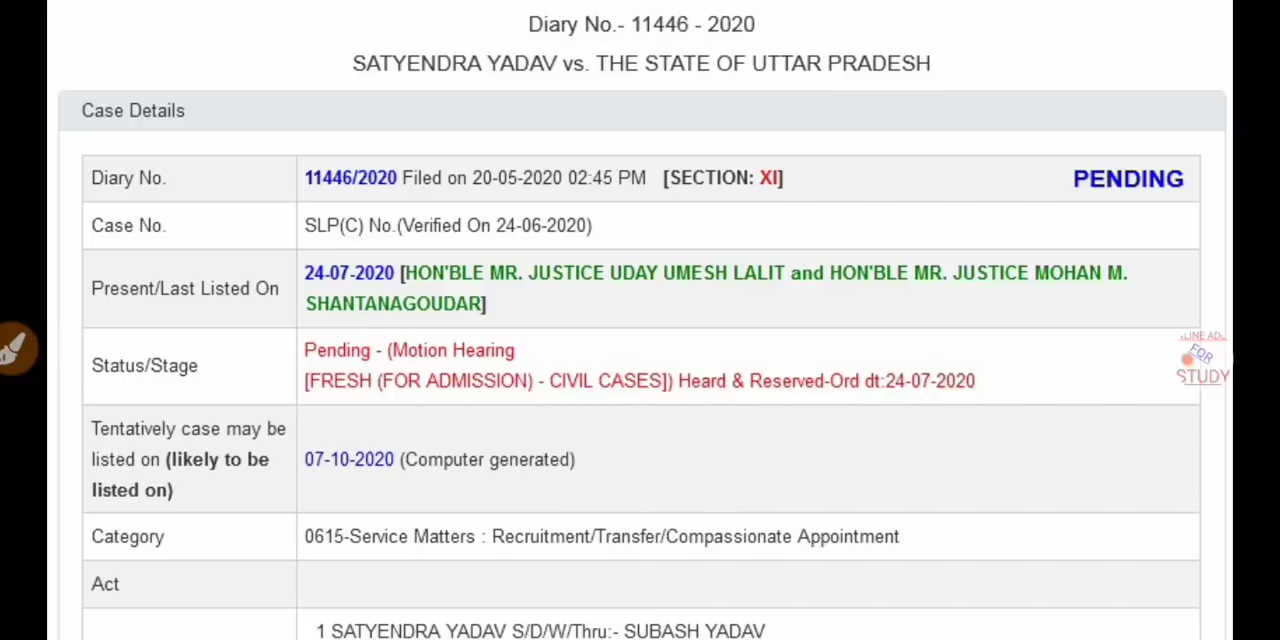 Diary No.- 11446 - 2020
SATYENDRA YADAV vs. THE STATE OF UTTAR PRADESH
Case Details
Diary No.
11446/2020 Filed on 20-05-2020 02:45 PM [SECTION: XI]
PENDING
Case No.
SLP(C) No.(Verified On 24-06-2020)
Present/Last Listed On
24-07-2020 [HON'BLE MR. JUSTICE UDAY UMESH LALIT and HON'BLE MR. JUSTICE MOHAN M.
SHANTANAGOUDAR]
Status/Stage
Pending - (Motion Hearing
[FRESH (FOR ADMISSION) - CIVIL CASES]) Heard & Reserved-Ord dt:24-07-2020
Tentatively case may be
listed on (likely to be
listed on)
07-10-2020 (Computer generated)
Category
0615-Service Matters : Recruitment/Transfer/Compassionate Appointment
Act
1 SATYENDRA YADAV S/D/W/Thru:- SUBASH YADAV
FOR
STUDY